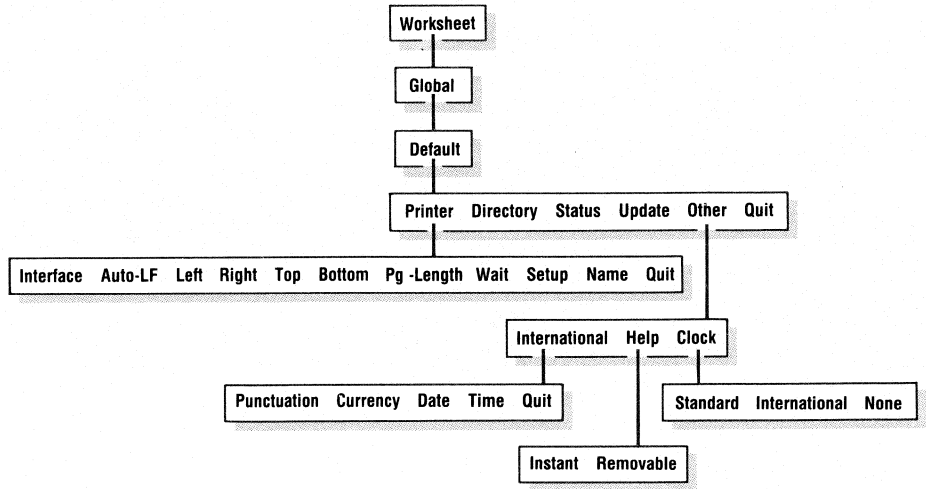 Worksheet
Global
Default
Printer Directory Status Update Other Quit
Interface Auto-LF Left Right Top Bottom Pg -Length Wait Setup Name Quit
International Help Clock
Punctuation Currency Date Time Quit
Standard International None
Instant Removable